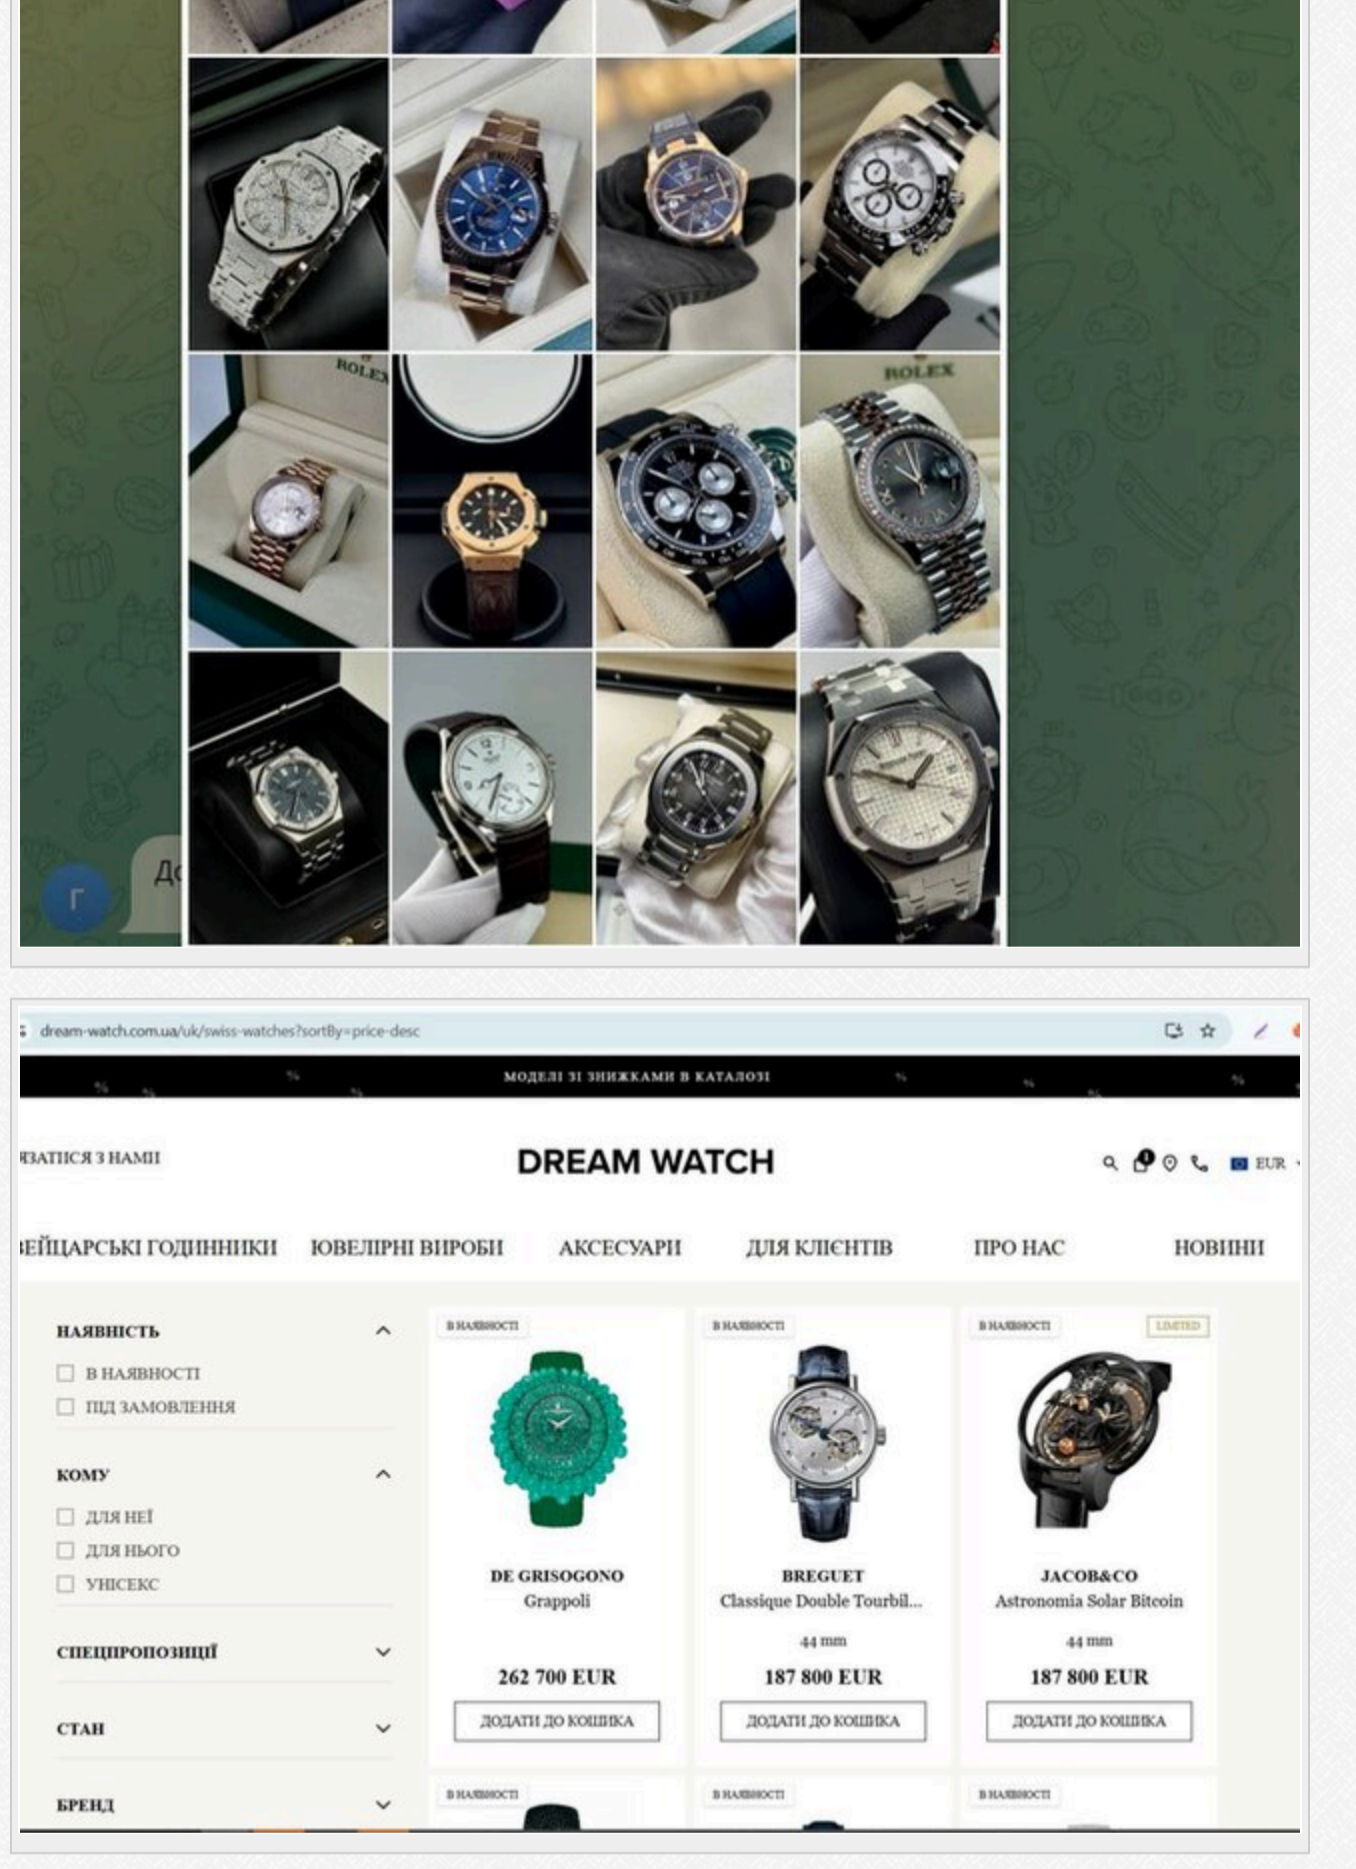 ROLEX
ROLEX
Г
До
dream-watch.com.ua/uk/swiss-watches?sortBy=price-desc
МОДЕЛІ ЗІ ЗНИЖКАМИ В КАТАЛОЗІ
ЯЗАТИСЯ З НАМИ
DREAM WATCH
1
EUR
ЕЙЦАРСЬКІ ГОДИННИКИ ЮВЕЛІРНІ ВИРОБИ АКСЕСУАРИ ДЛЯ КЛІЄНТІВ ПРО НАС НОВИНИ
НАЯВНІСТЬ
В НАЯВНОСТІ
ПІД ЗАМОВЛЕННЯ
КОМУ
ДЛЯ НЕЇ
ДЛЯ НЬОГО
УНІСЕКС
СПЕЦПРОПОЗИЦІЇ
СТАН
БРЕНД
В НАЯВНОСТІ
DE GRISOGONO
Grappoli
262 700 EUR
ДОДАТИ ДО КОШИКА
В НАЯВНОСТІ
BREGUET
Classique Double Tourbil...
44 mm
187 800 EUR
ДОДАТИ ДО КОШИКА
В НАЯВНОСТІ
LIMITED
JACOB&CO
Astronomia Solar Bitcoin
44 mm
187 800 EUR
ДОДАТИ ДО КОШИКА
В НАЯВНОСТІ
В НАЯВНОСТІ
В НАЯВНОСТІ